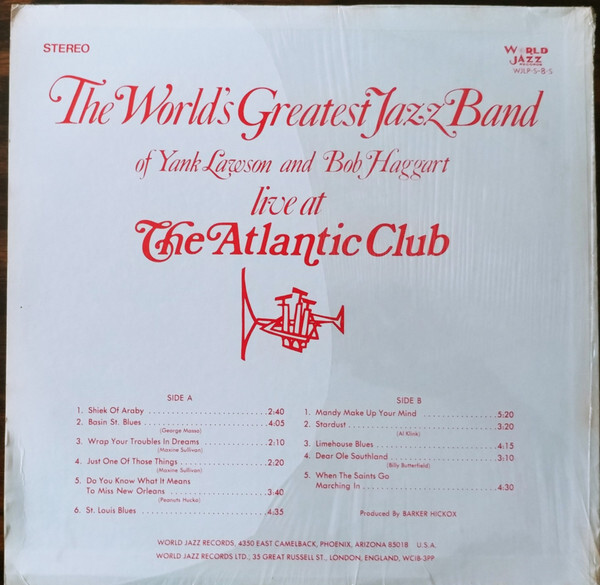 STEREO
WORLD
JAZZ
RECORDS
WJLP-S-8-S
The World's Greatest Jazz Band
of Yank Lawson and Bob Haggart
live at
The Atlantic Club
SIDE A
1. Shiek Of Araby 2:40
2. Basin St. Blues 4:05
(George Masso)
3. Wrap Your Troubles In Dreams 2:10
(Maxine Sullivan)
4. Just One Of Those Things 2:20
(Maxine Sullivan)
5. Do You Know What It Means
To Miss New Orleans 3:40
(Peanuts Hucko)
6. St. Louis Blues 4:35
SIDE B
1. Mandy Make Up Your Mind 5:20
2. Stardust 3:20
(Al Klink)
3. Limehouse Blues 4:15
4. Dear Ole Southland 3:10
(Billy Butterfield)
5. When The Saints Go
Marching In 4:30
Produced By BARKER HICKOX
WORLD JAZZ RECORDS, 4350 EAST CAMELBACK, PHOENIX, ARIZONA 85018 U.S.A.
WORLD JAZZ RECORDS LTD., 35 GREAT RUSSELL ST., LONDON, ENGLAND, WCIB-3PP